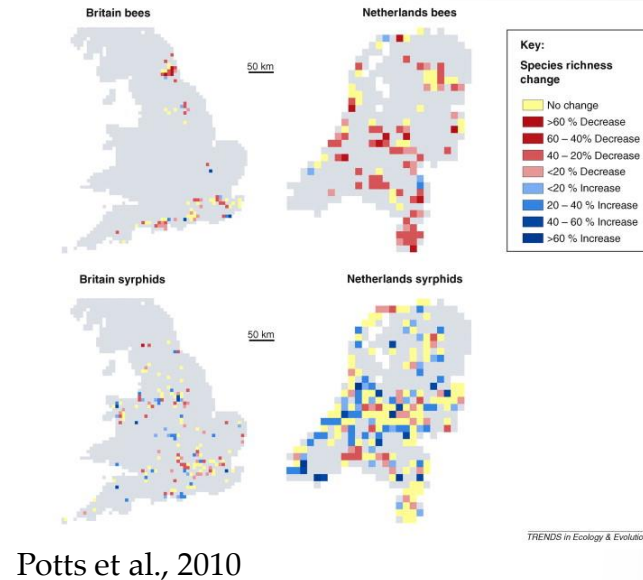 Britain bees
Netherlands bees
50 km
Key:
Species richness
change
No change
>60 % Decrease
60 – 40% Decrease
40 – 20% Decrease
<20 % Decrease
<20 % Increase
20 – 40 % Increase
40 – 60 % Increase
>60 % Increase
Britain syrphids
Netherlands syrphids
50 km
TRENDS in Ecology & Evolutio
Potts et al., 2010